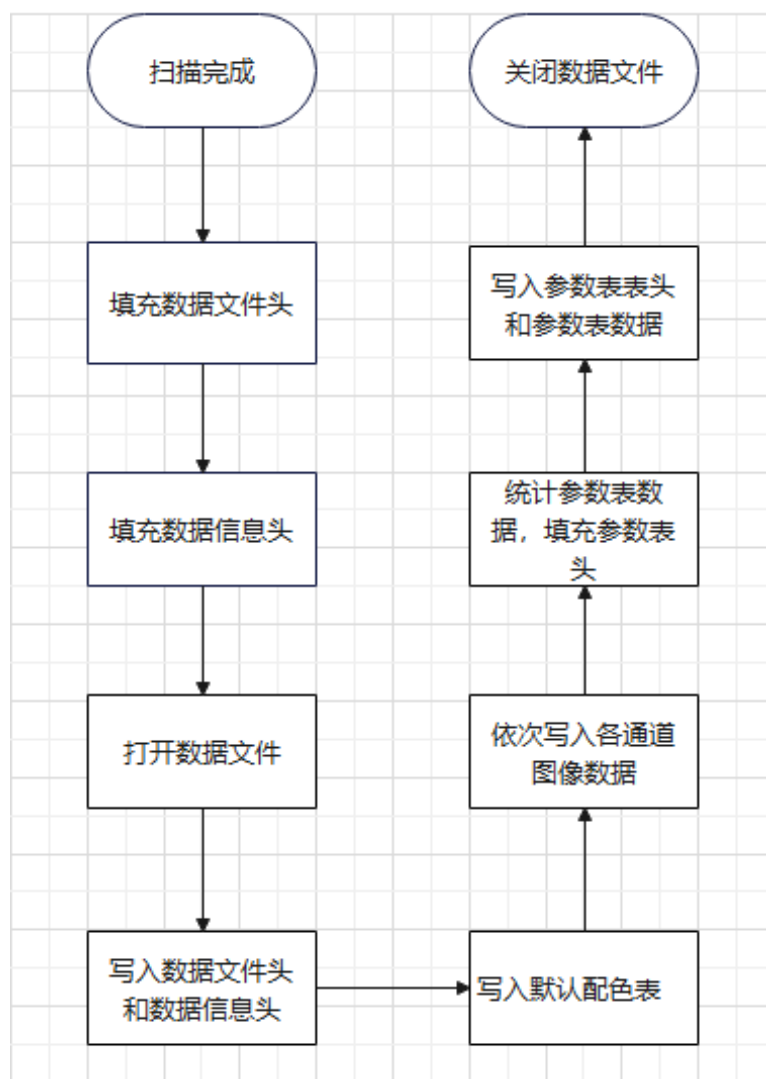 扫描完成
填充数据文件头
填充数据信息头
打开数据文件
写入数据文件头
和数据信息头
写入默认配色表
依次写入各通道
图像数据
统计参数表数
据，填充参数表
头
写入参数表表头
和参数表数据
关闭数据文件